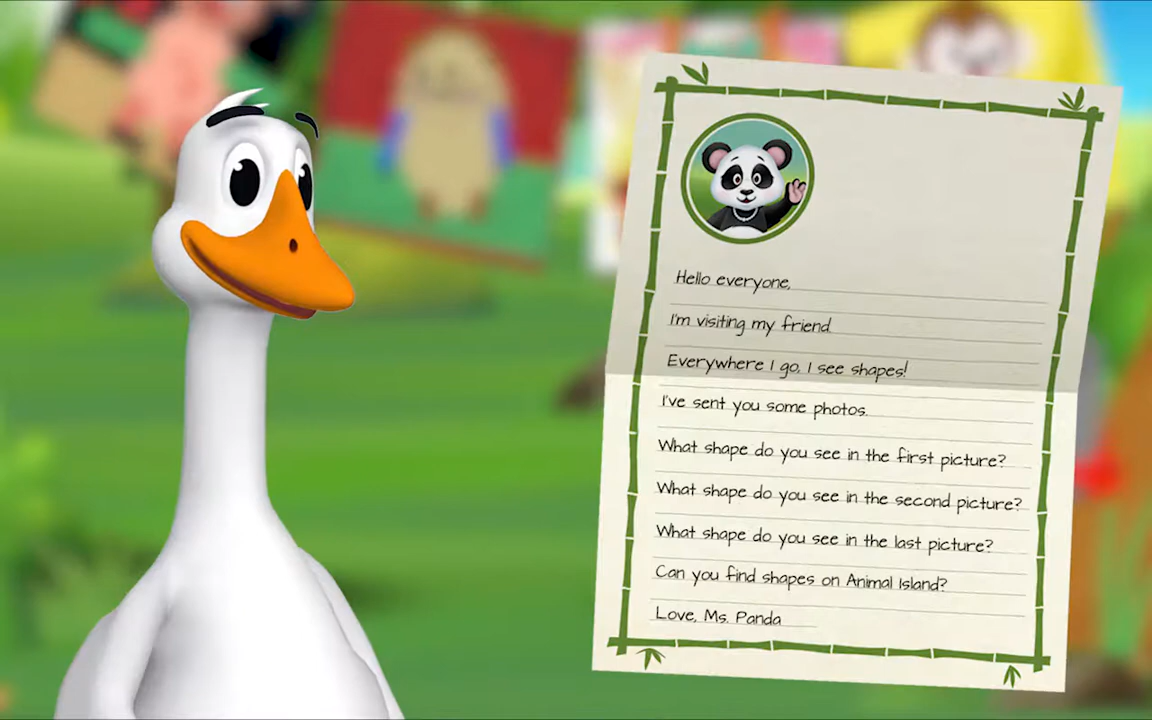 Hello everyone,
I'm visiting my friend.
Everywhere I go, I see shapes!
I've sent you some photos.
What shape do you see in the first picture?
What shape do you see in the second picture?
What shape do you see in the last picture?
Can you find shapes on Animal Island?
Love, Ms. Panda